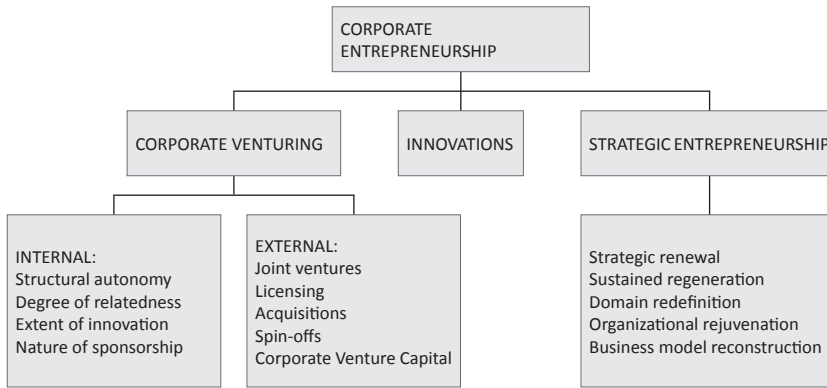 CORPORATE
ENTREPRENEURSHIP
CORPORATE VENTURING
INNOVATIONS
STRATEGIC ENTREPRENEURSHIP
INTERNAL:
Structural autonomy
Degree of relatedness
Extent of innovation
Nature of sponsorship
EXTERNAL:
Joint ventures
Licensing
Acquisitions
Spin-offs
Corporate Venture Capital
Strategic renewal
Sustained regeneration
Domain redefinition
Organizational rejuvenation
Business model reconstruction